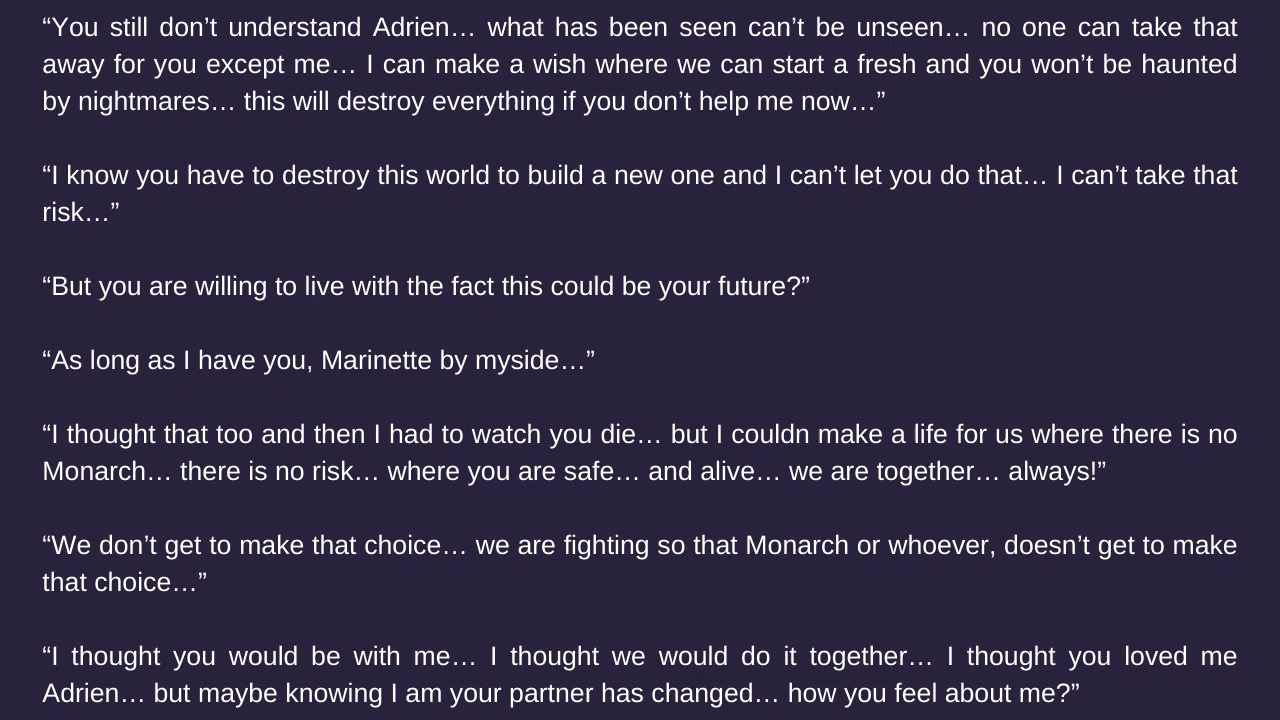 “You still don’t understand Adrien… what has been seen can’t be unseen… no one can take that
away for you except me… I can make a wish where we can start a fresh and you won’t be haunted
by nightmares… this will destroy everything if you don’t help me now…”
“I know you have to destroy this world to build a new one and I can’t let you do that… I can’t take that
risk…”
“But you are willing to live with the fact this could be your future?”
“As long as I have you, Marinette by myside…”
“I thought that too and then I had to watch you die… but I couldn make a life for us where there is no
Monarch… there is no risk… where you are safe… and alive… we are together… always!”
“We don’t get to make that choice… we are fighting so that Monarch or whoever, doesn’t get to make
that choice…”
“I thought you would be with me… I thought we would do it together… I thought you loved me
Adrien… but maybe knowing I am your partner has changed… how you feel about me?”